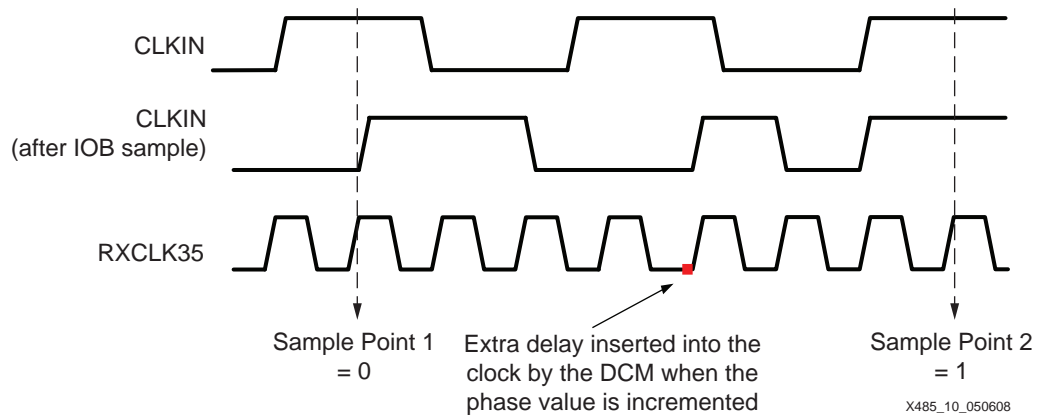 CLKIN
CLKIN
(after IOB sample)
RXCLK35
Sample Point 1
= 0
Extra delay inserted into the
clock by the DCM when the
phase value is incremented
Sample Point 2
= 1
X485_10_050608